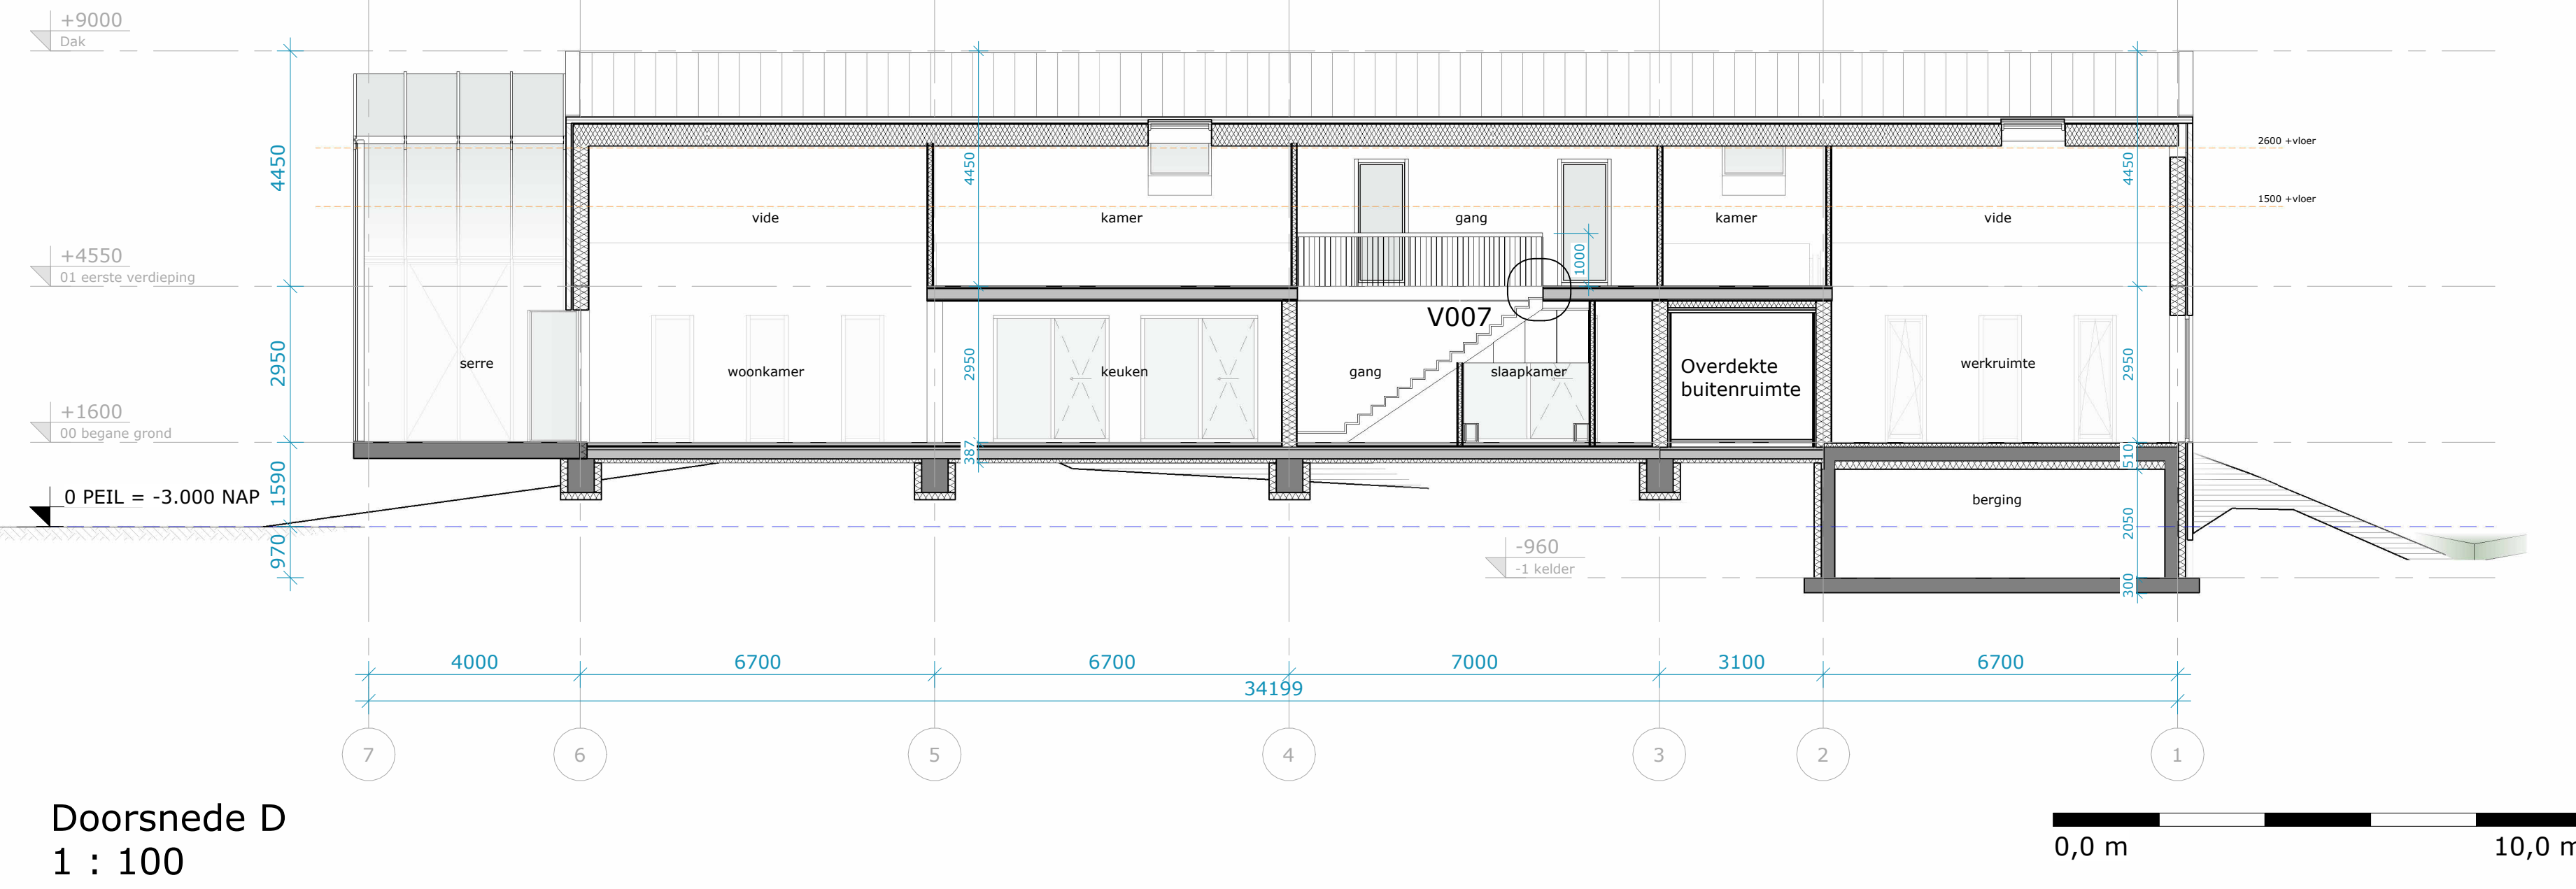 +9000
Dak
4450
4450
4450
2600 +vloer
1500 +vloer
vide
kamer
gang
kamer
vide
1000
+4550
01 eerste verdieping
V007
2950
2950
2950
serre
woonkamer
keuken
gang
slaapkamer
Overdekte
buitenruimte
werkruimte
+1600
00 begane grond
387
510
1590
0 PEIL = -3.000 NAP
berging
2050
970
-960
-1 kelder
300
4000
6700
6700
7000
3100
6700
34199
7
6
5
4
3
2
1
Doorsnede D
1 : 100
0,0 m
10,0 m